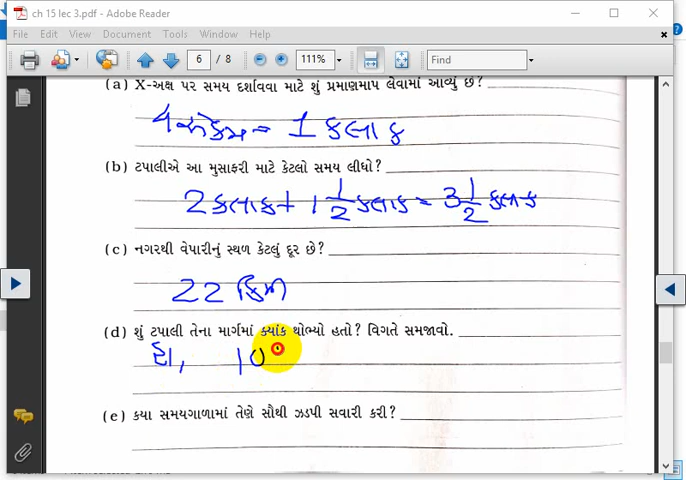 ch 15 lec 3.pdf - Adobe Reader
File Edit View Document Tools Window Help
6 / 8 111% Find
(a) X-અક્ષ પર સમય દર્શાવવા માટે શું પ્રમાણમાપ લેવામાં આવ્યું છે?
4 એકમ = 1 કલાક
(b) ટપાલીએ આ મુસાફરી માટે કેટલો સમય લીધો?
2 કલાક + 1 1/2 કલાક = 3 1/2 કલાક
(c) નગરથી વેપારીનું સ્થળ કેટલું દૂર છે?
22 કિમ
(d) શું ટપાલી તેના માર્ગમાં ક્યાંક થોભ્યો હતો? વિગતે સમજાવો.
હા, 10
(e) કયા સમયગાળામાં તેણે સૌથી ઝડપી સવારી કરી?